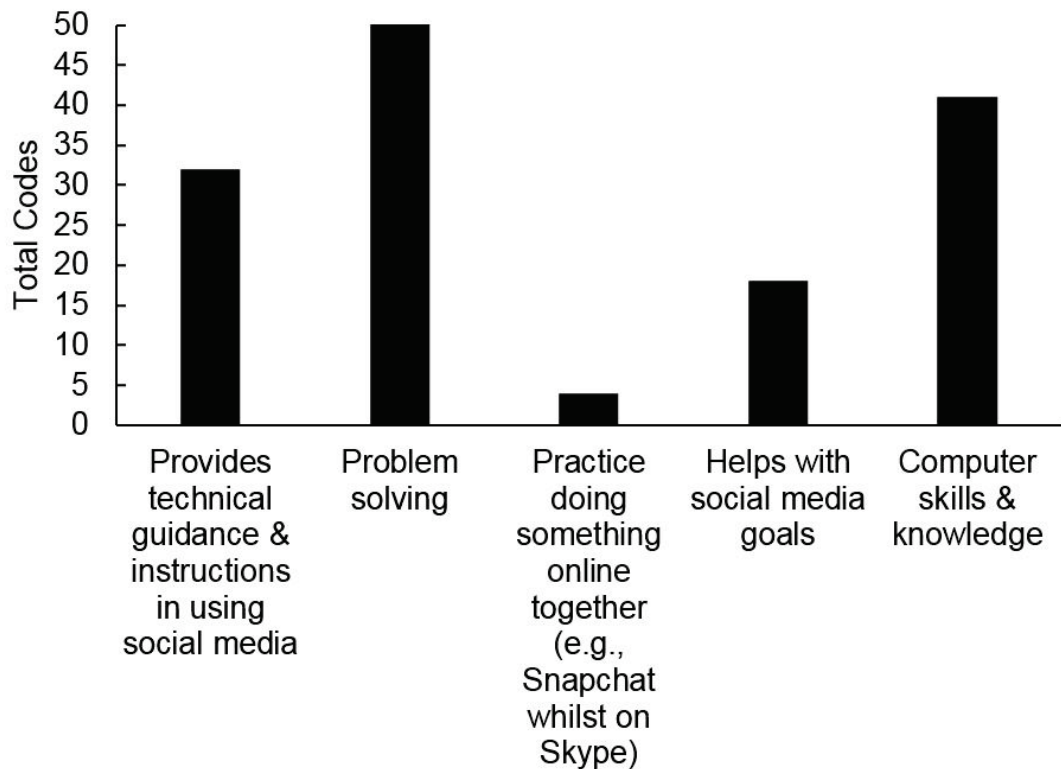 50
45
40
35
30
25
20
15
10
5
0
Total Codes
Provides
technical
guidance &
instructions
in using
social media
Problem
solving
Practice
doing
something
online
together
(e.g.,
Snapchat
whilst on
Skype)
Helps with
social media
goals
Computer
skills &
knowledge